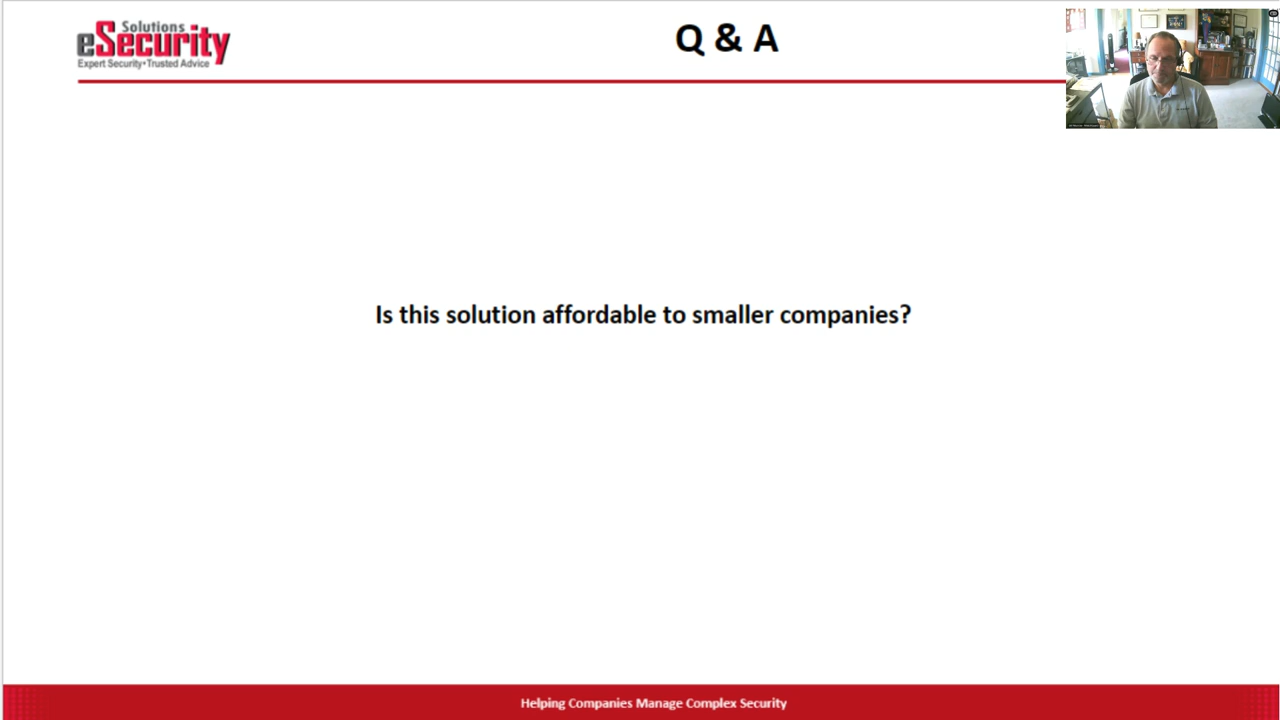 Solutions
eSecurity
Expert Security•Trusted Advice
Q & A
Is this solution affordable to smaller companies?
Helping Companies Manage Complex Security